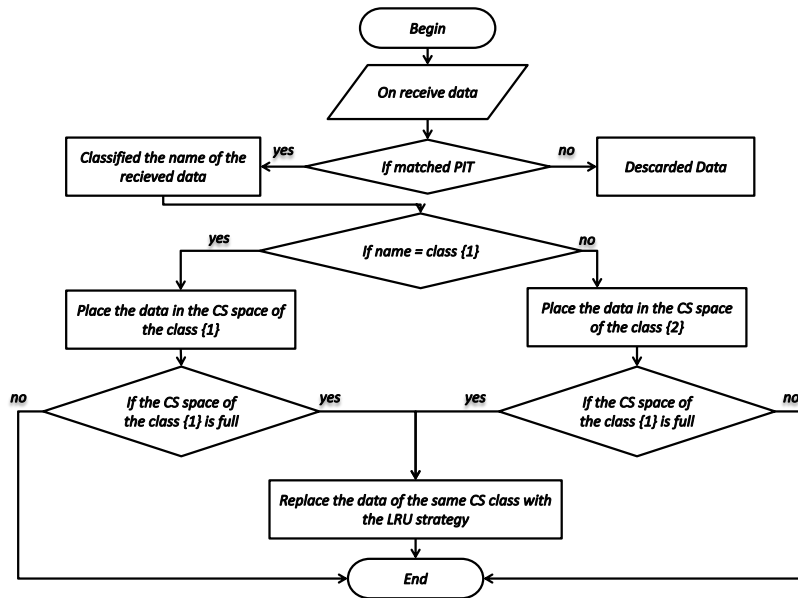 Begin
On receive data
yes
If matched PIT
no
Classified the name of the
recieved data
Descarded Data
yes
If name = class {1}
no
Place the data in the CS space of
the class {1}
Place the data in the CS space
of the class {2}
no
If the CS space of
the class {1} is full
yes
yes
If the CS space of
the class {1} is full
no
Replace the data of the same CS class with
the LRU strategy
End